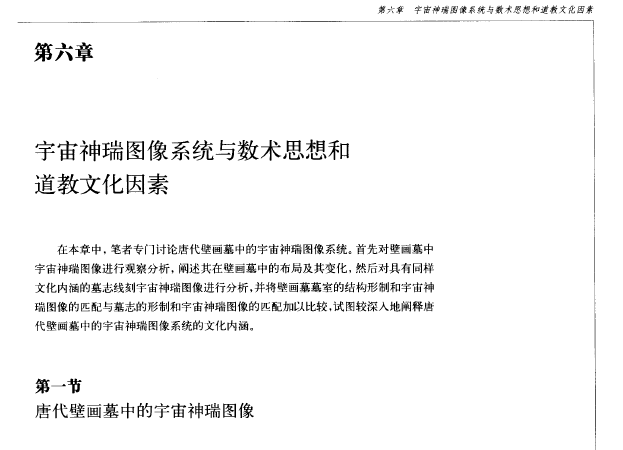 第六章 宇宙神瑞图像系统与数术思想和道教文化因素
第六章
宇宙神瑞图像系统与数术思想和
道教文化因素
在本章中，笔者专门讨论唐代壁画墓中的宇宙神瑞图像系统。首先对壁画墓中
宇宙神瑞图像进行观察分析，阐述其在壁画墓中的布局及其变化，然后对具有同样
文化内涵的墓志线刻宇宙神瑞图像进行分析，并将壁画墓墓室的结构形制和宇宙神
瑞图像的匹配与墓志的形制和宇宙神瑞图像的匹配加以比较，试图较深入地阐释唐
代壁画墓中的宇宙神瑞图像系统的文化内涵。
第一节
唐代壁画墓中的宇宙神瑞图像